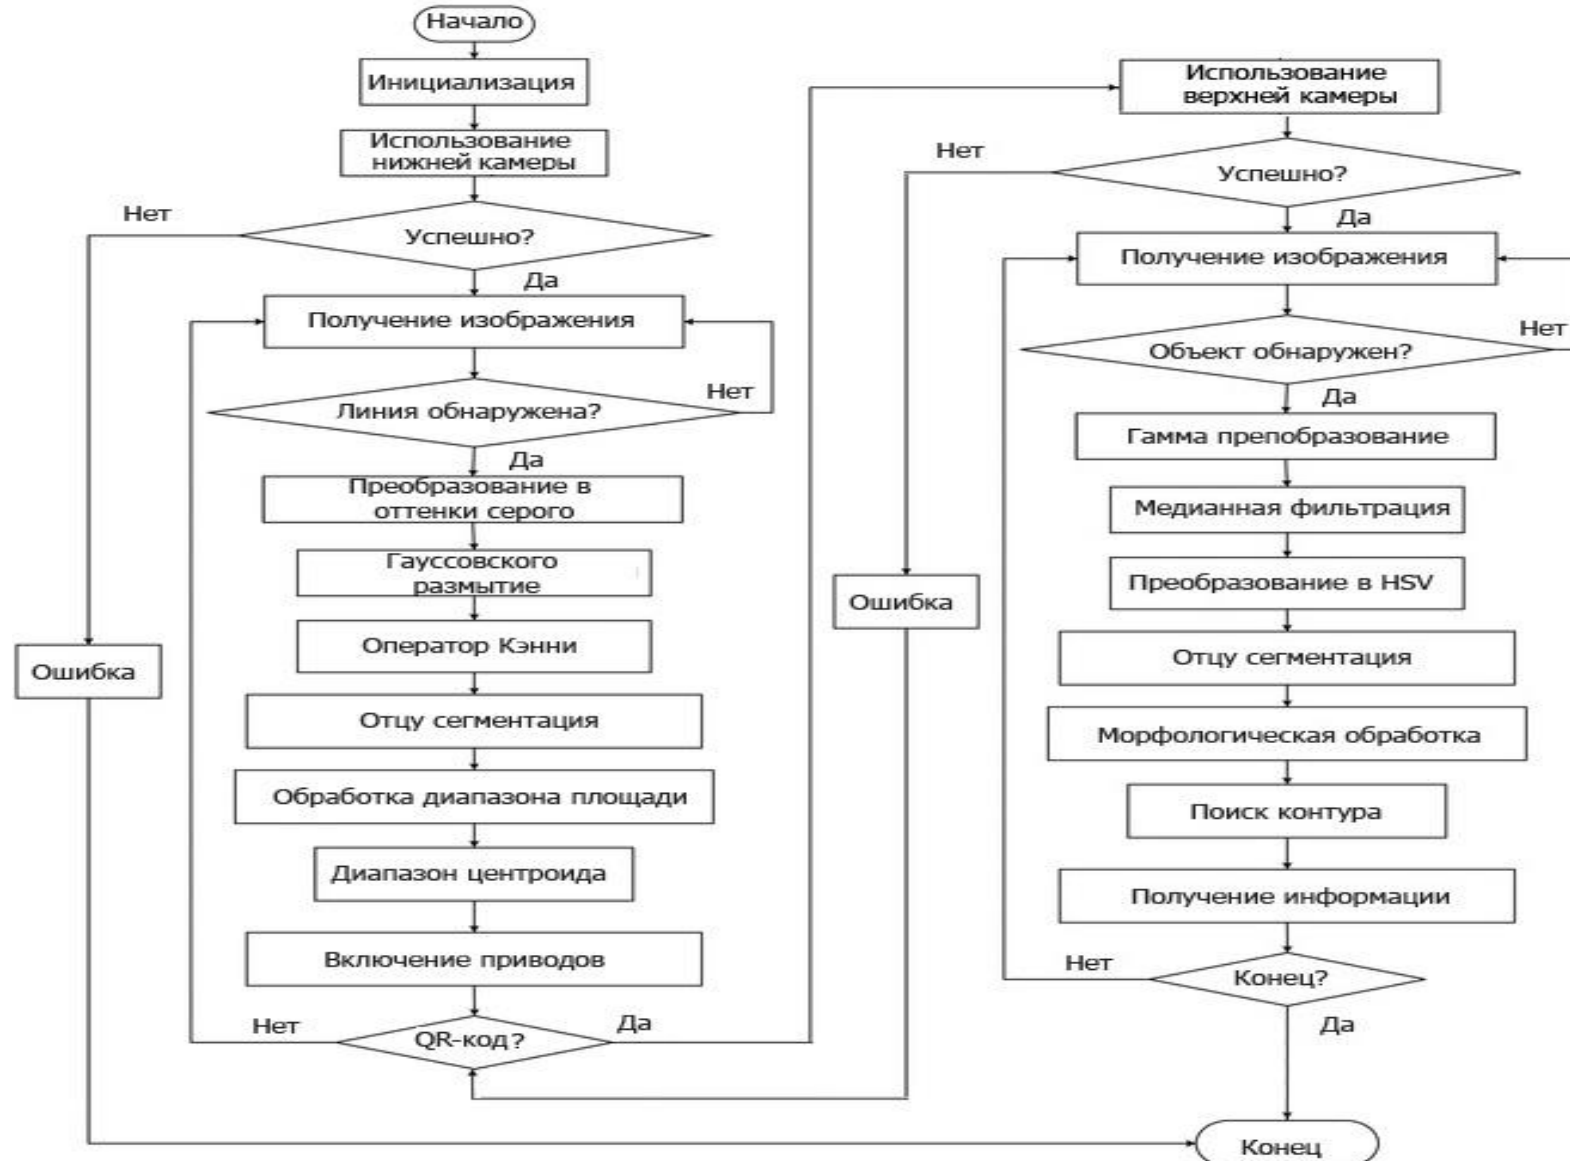 Начало
Инициализация
Использование
нижней камеры
Успешно?
Нет
Да
Получение изображения
Линия обнаружена?
Нет
Да
Преобразование в
оттенки серого
Гауссовского
размытие
Оператор Кэнни
Отцу сегментация
Обработка диапазона площади
Диапазон центроида
Включение приводов
QR-код?
Нет
Да
Ошибка
Использование
верхней камеры
Успешно?
Нет
Да
Ошибка
Получение изображения
Объект обнаружен?
Нет
Да
Гамма препобразование
Медианная фильтрация
Преобразование в HSV
Отцу сегментация
Морфологическая обработка
Поиск контура
Получение информации
Конец?
Нет
Да
Конец